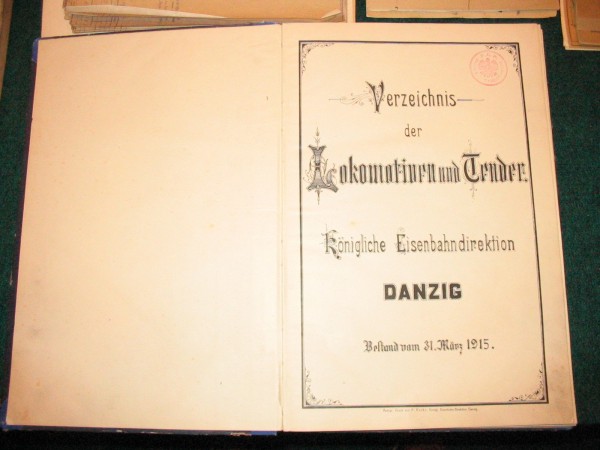 Verzeichnis
der
Lokomotiven und Tender.
Königliche Eisenbahndirektion
DANZIG
Bestand vom 31. März 1915.